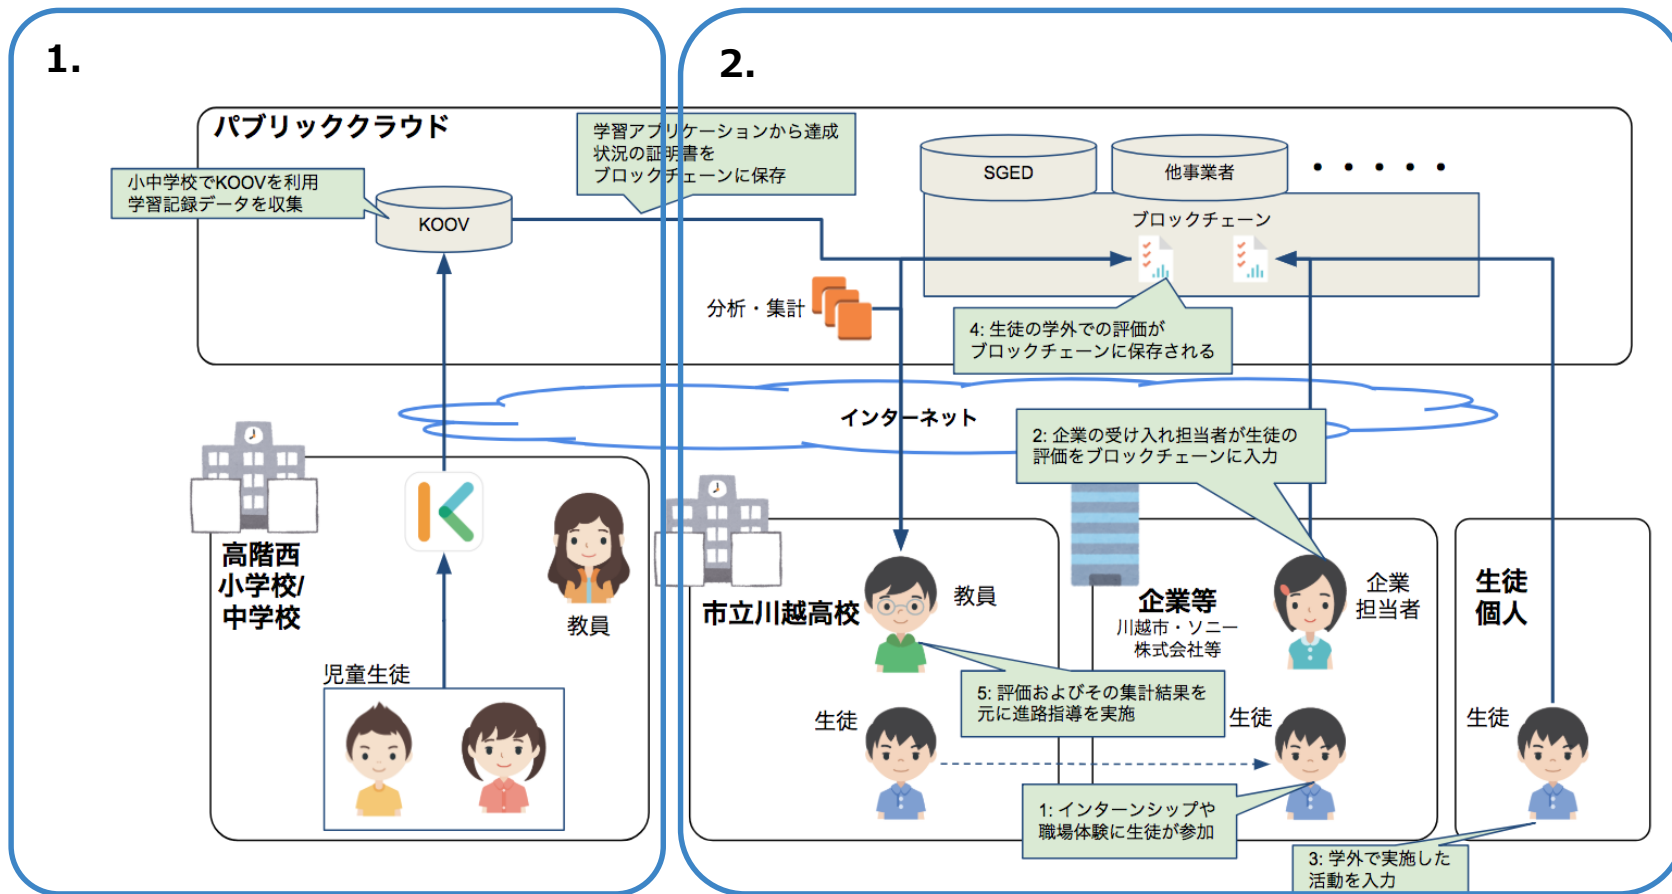 1.
2.
パブリッククラウド
小中学校でKOOVを利用
学習記録データを収集
KOOV
学習アプリケーションから達成
状況の証明書を
ブロックチェーンに保存
SGED
他事業者
・・・・・
ブロックチェーン
分析・集計
4: 生徒の学外での評価が
ブロックチェーンに保存される
インターネット
2: 企業の受け入れ担当者が生徒の
評価をブロックチェーンに入力
高階西
小学校/
中学校
教員
児童生徒
市立川越高校
教員
生徒
5: 評価およびその集計結果を
元に進路指導を実施
企業等
川越市・ソニー
株式会社等
企業
担当者
生徒
1: インターンシップや
職場体験に生徒が参加
生徒
個人
生徒
3: 学外で実施した
活動を入力